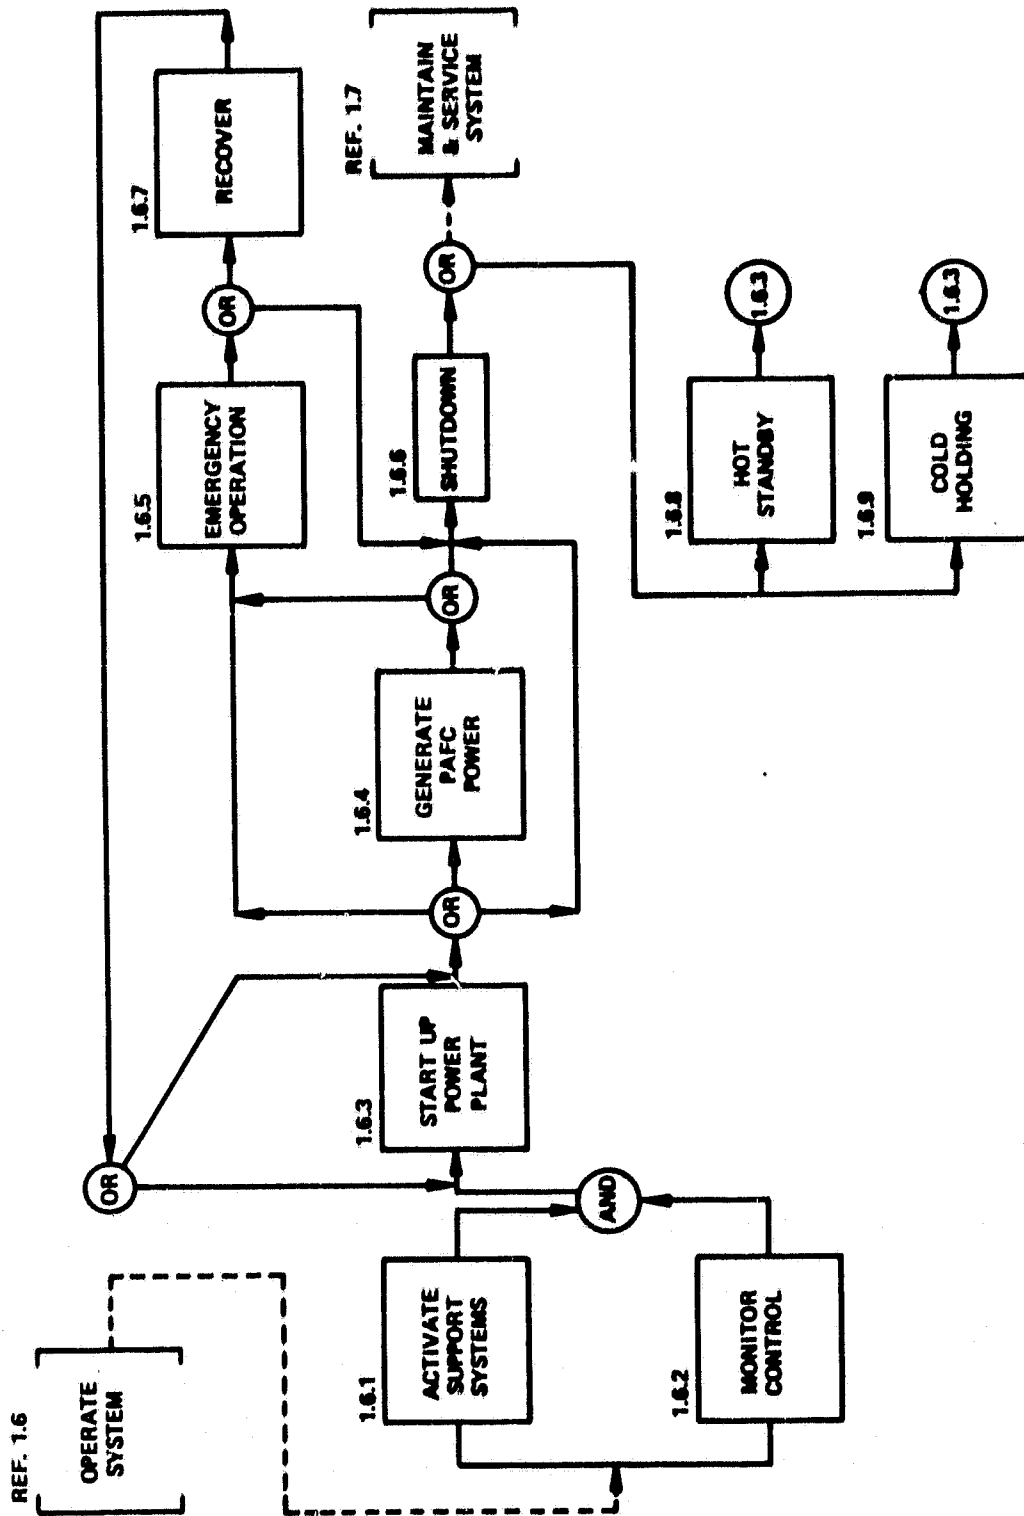 REF. 1.6
OPERATE
SYSTEM
1.6.1
ACTIVATE
SUPPORT
SYSTEMS
1.6.2
MONITOR
CONTROL
AND
OR
1.6.3
START UP
POWER
PLANT
OR
1.6.4
GENERATE
PAFC
POWER
OR
1.6.5
EMERGENCY
OPERATION
OR
1.6.6
SHUTDOWN
OR
1.6.7
RECOVER
REF. 1.7
MAINTAIN
& SERVICE
SYSTEM
1.6.8
HOT
STANDBY
1.6.3
1.6.9
COLD
HOLDING
1.6.3